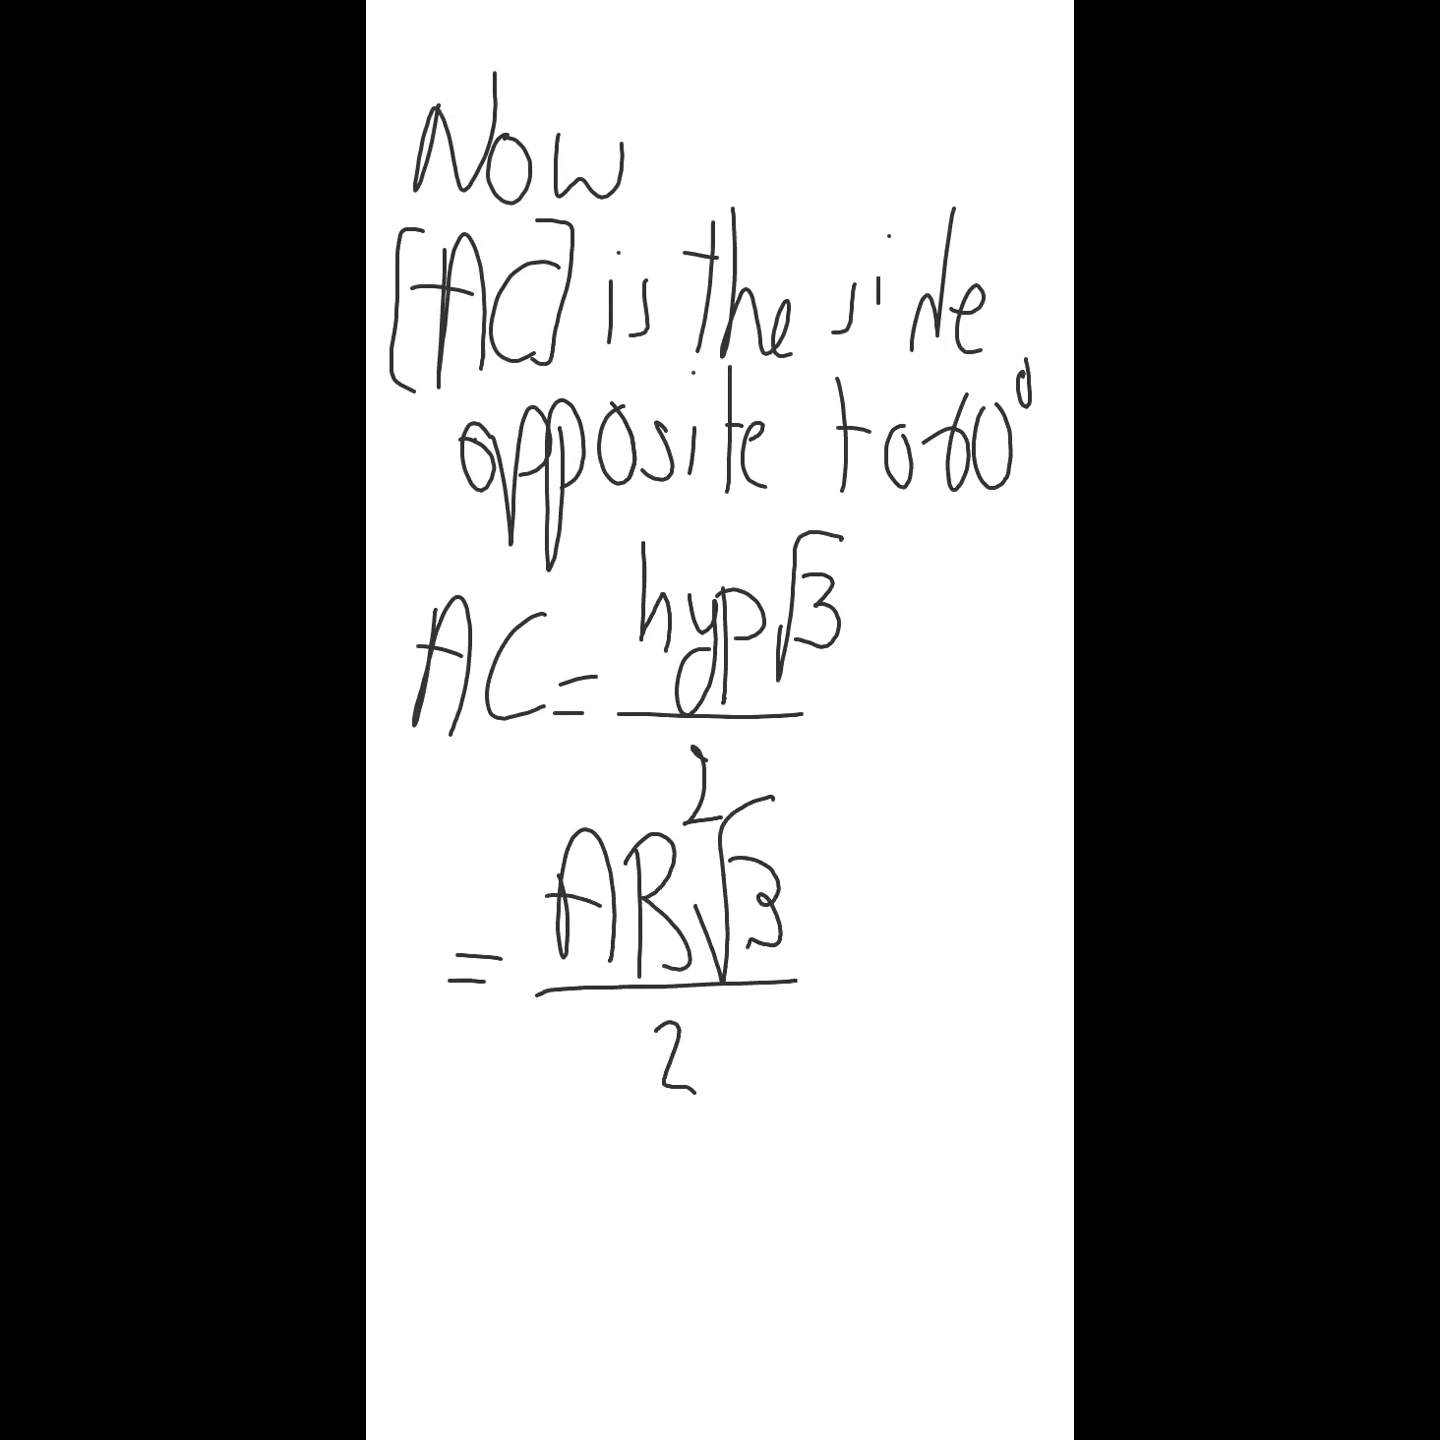 Now
[AC] is the side
opposite to 60°
AC = hyp√3
2
= AB√3
2